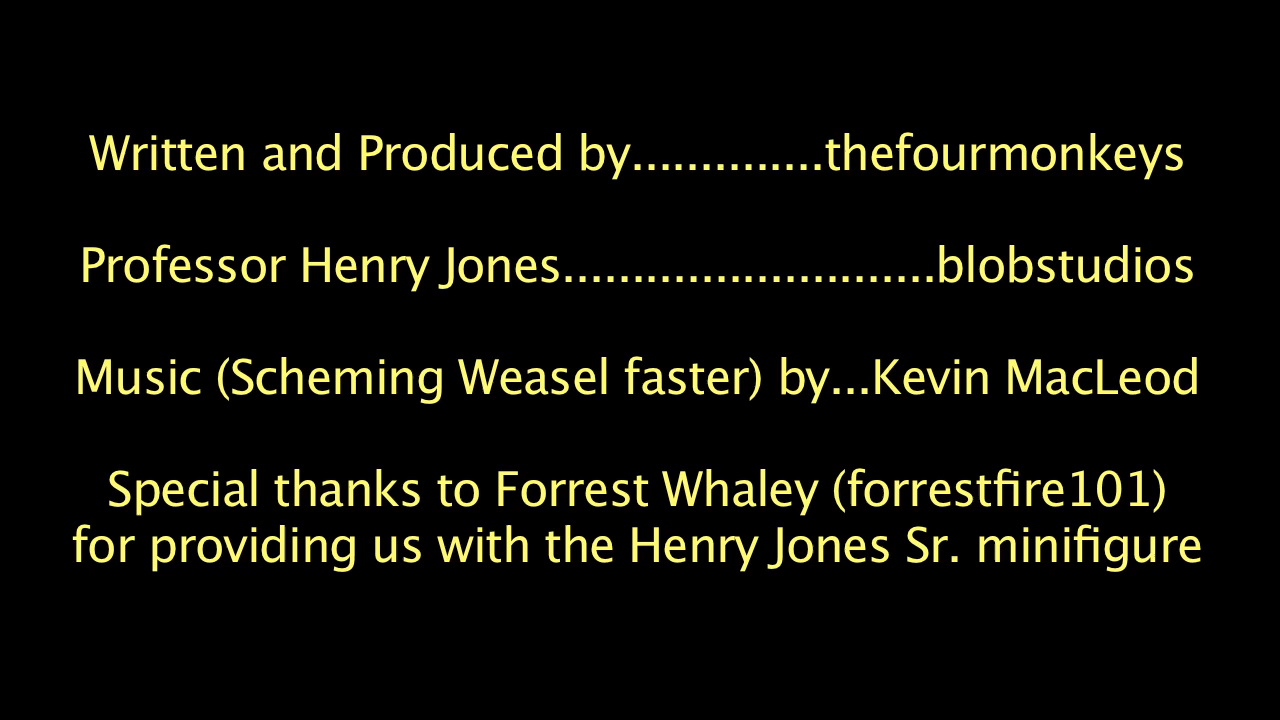 Written and Produced by..............thefourmonkeys
Professor Henry Jones...........................blobstudios
Music (Scheming Weasel faster) by...Kevin MacLeod
Special thanks to Forrest Whaley (forrestfire101)
for providing us with the Henry Jones Sr. minifigure